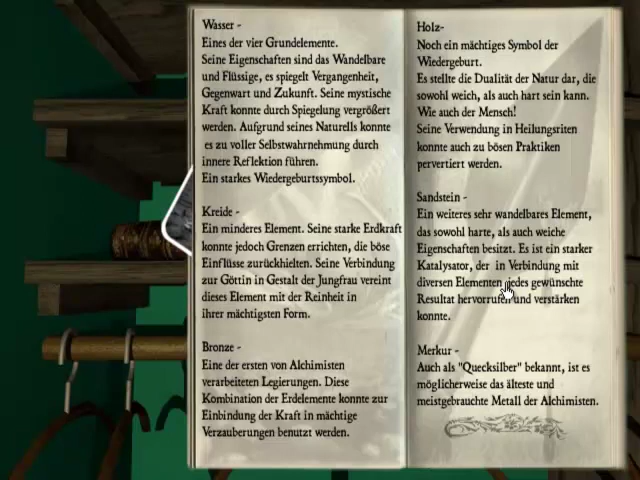 Wasser -
Eines der vier Grundelemente.
Seine Eigenschaften sind das Wandelbare
und Flüssige, es spiegelt Vergangenheit,
Gegenwart und Zukunft. Seine mystische
Kraft konnte durch Spiegelung vergrößert
werden. Aufgrund seines Naturells konnte
es zu voller Selbstwahrnehmung durch
innere Reflektion führen.
Ein starkes Wiedergeburtssymbol.
Kreide -
Ein minderes Element. Seine starke Erdkraft
konnte jedoch Grenzen errichten, die böse
Einflüsse zurückhielten. Seine Verbindung
zur Göttin in Gestalt der Jungfrau vereint
dieses Element mit der Reinheit in
ihrer mächtigsten Form.
Bronze -
Eine der ersten von Alchimisten
verarbeiteten Legierungen. Diese
Kombination der Erdelemente konnte zur
Einbindung der Kraft in mächtige
Verzauberungen benutzt werden.
Holz-
Noch ein mächtiges Symbol der
Wiedergeburt.
Es stellte die Dualität der Natur dar, die
sowohl weich, als auch hart sein kann.
Wie auch der Mensch!
Seine Verwendung in Heilungsriten
konnte auch zu bösen Praktiken
pervertiert werden.
Sandstein -
Ein weiteres sehr wandelbares Element,
das sowohl harte, als auch weiche
Eigenschaften besitzt. Es ist ein starker
Katalysator, der in Verbindung mit
diversen Elementen jedes gewünschte
Resultat hervorrufen und verstärken
konnte.
Merkur -
Auch als "Quecksilber" bekannt, ist es
möglicherweise das älteste und
meistgebrauchte Metall der Alchimisten.